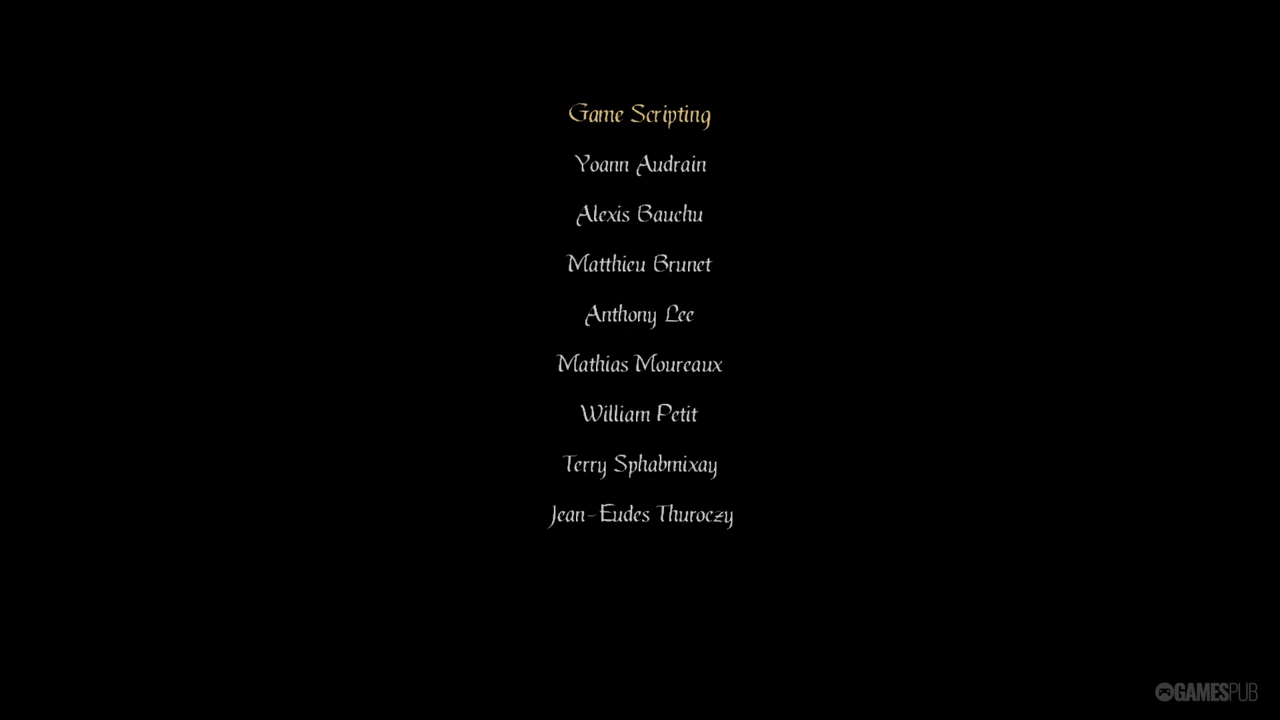 Game Scripting
Yoann Audrain
Alexis Bauchu
Matthieu Brunet
Anthony Lee
Mathias Moureaux
William Petit
Terry Sphabmixay
Jean-Eudes Thuroczy
GAMESPUB